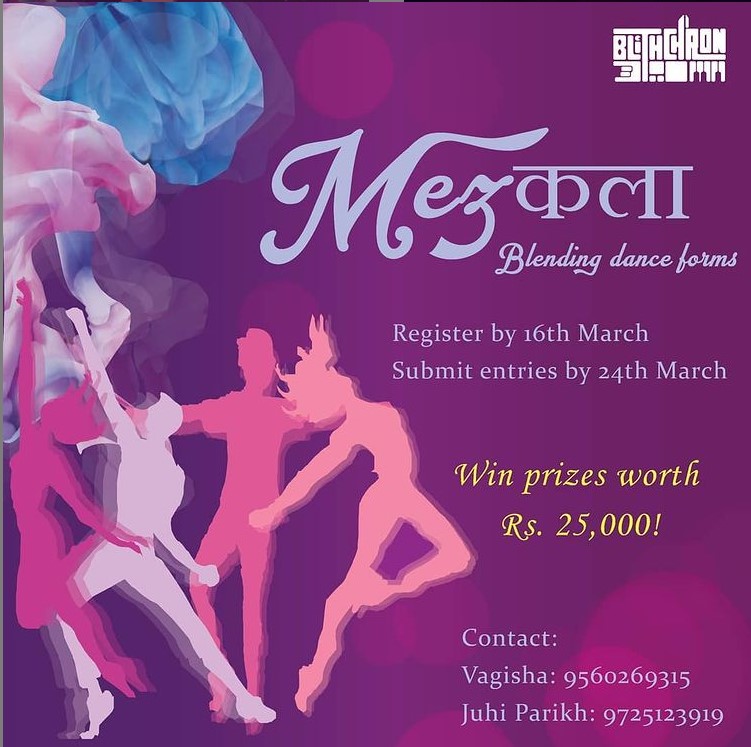 BLITHCHRON
Mezकला
Blending dance forms
Register by 16th March
Submit entries by 24th March
Win prizes worth
Rs. 25,000!
Contact:
Vagisha: 9560269315
Juhi Parikh: 9725123919